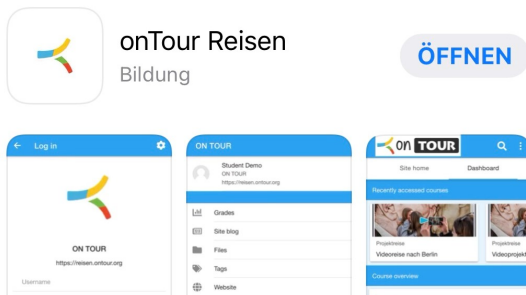 onTour Reisen
Bildung
ÖFFNEN
Log in
ON TOUR
https://reisen.ontour.org
Username
ON TOUR
Student Demo
ON TOUR
https://reisen.ontour.org
Grades
Site blog
Files
Tags
Website
on TOUR
Site home
Dashboard
Recently accessed courses
Projektreise
Videoreise nach Berlin
Projektreise
Videoprojekt
Course overview